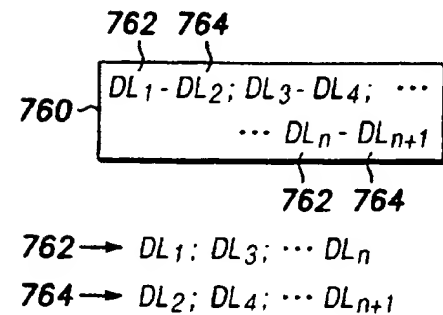 762 764
760 DL₁ - DL₂; DL₃ - DL₄; ...
... DLₙ - DLₙ₊₁
762 764
762 → DL₁; DL₃; ... DLₙ
764 → DL₂; DL₄; ... DLₙ₊₁